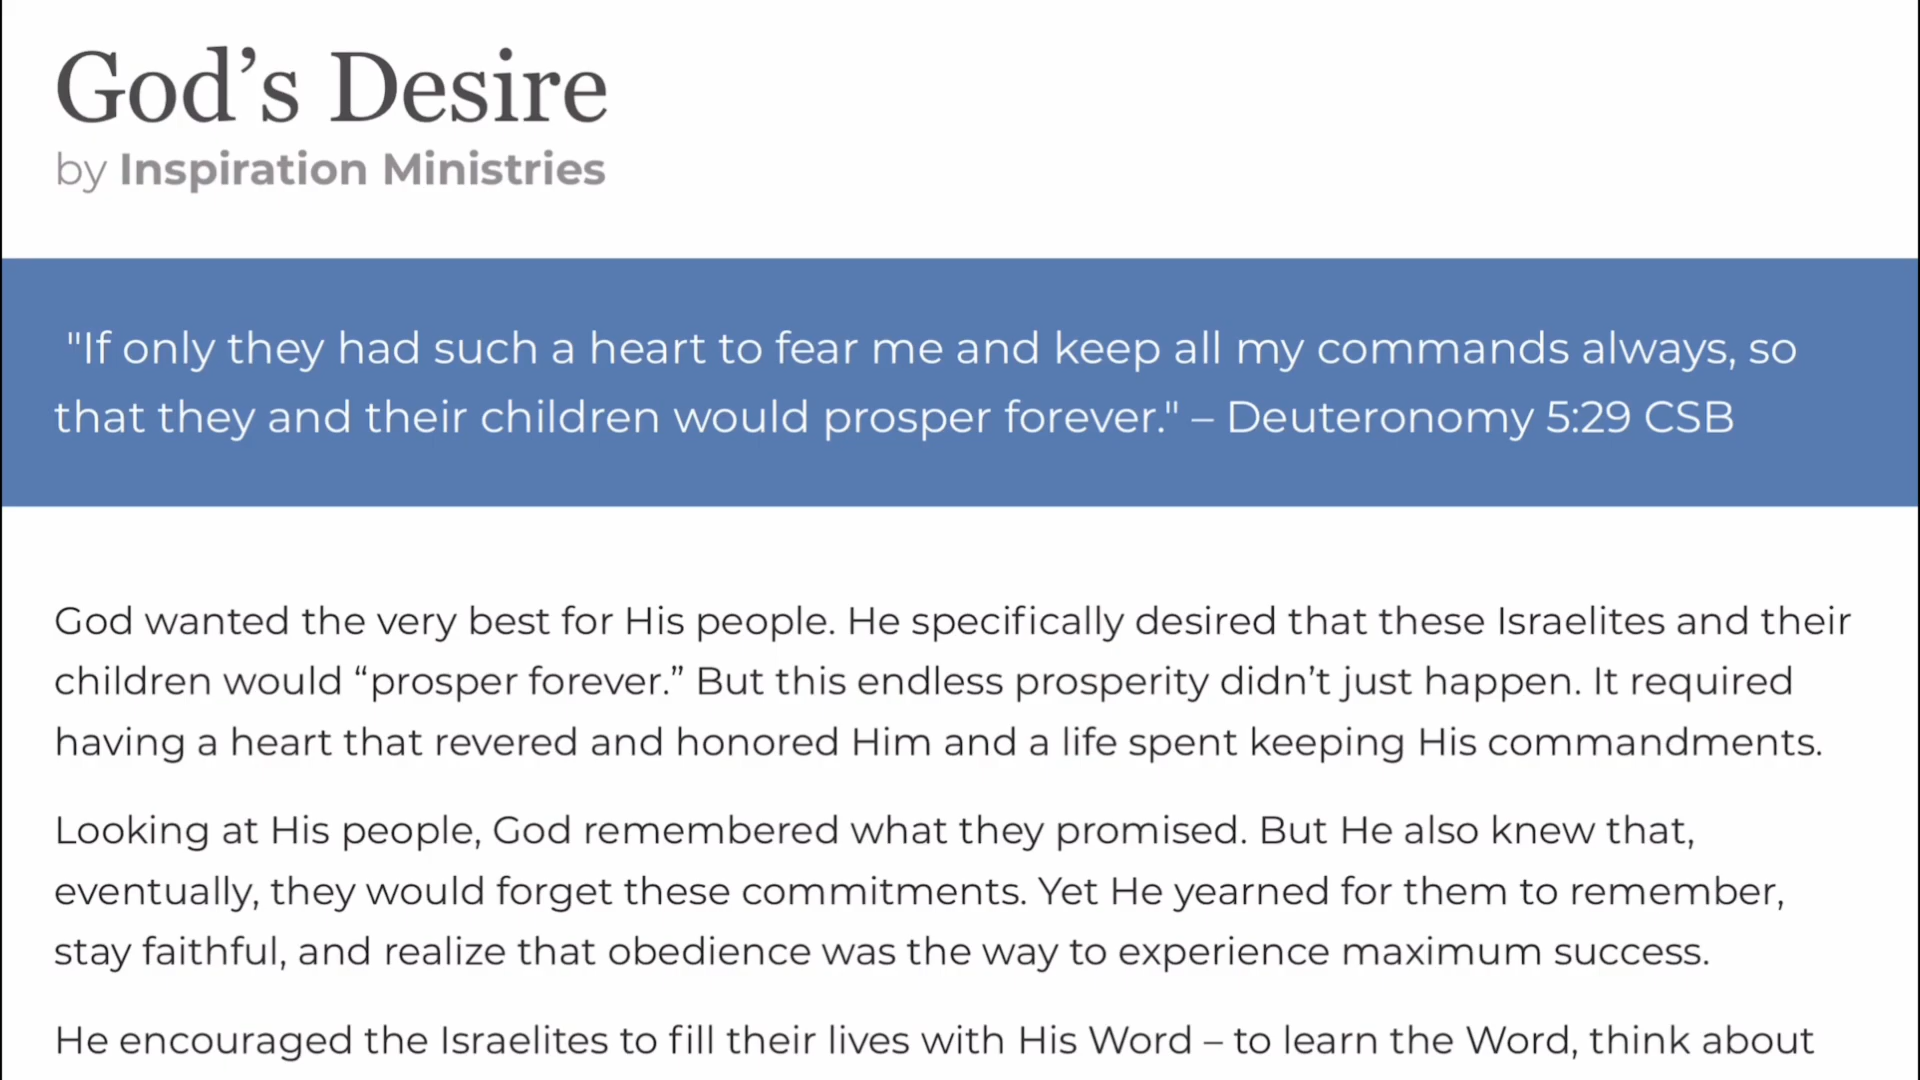 God’s Desire
by Inspiration Ministries
"If only they had such a heart to fear me and keep all my commands always, so
that they and their children would prosper forever." – Deuteronomy 5:29 CSB
God wanted the very best for His people. He specifically desired that these Israelites and their
children would “prosper forever.” But this endless prosperity didn’t just happen. It required
having a heart that revered and honored Him and a life spent keeping His commandments.
Looking at His people, God remembered what they promised. But He also knew that,
eventually, they would forget these commitments. Yet He yearned for them to remember,
stay faithful, and realize that obedience was the way to experience maximum success.
He encouraged the Israelites to fill their lives with His Word – to learn the Word, think about